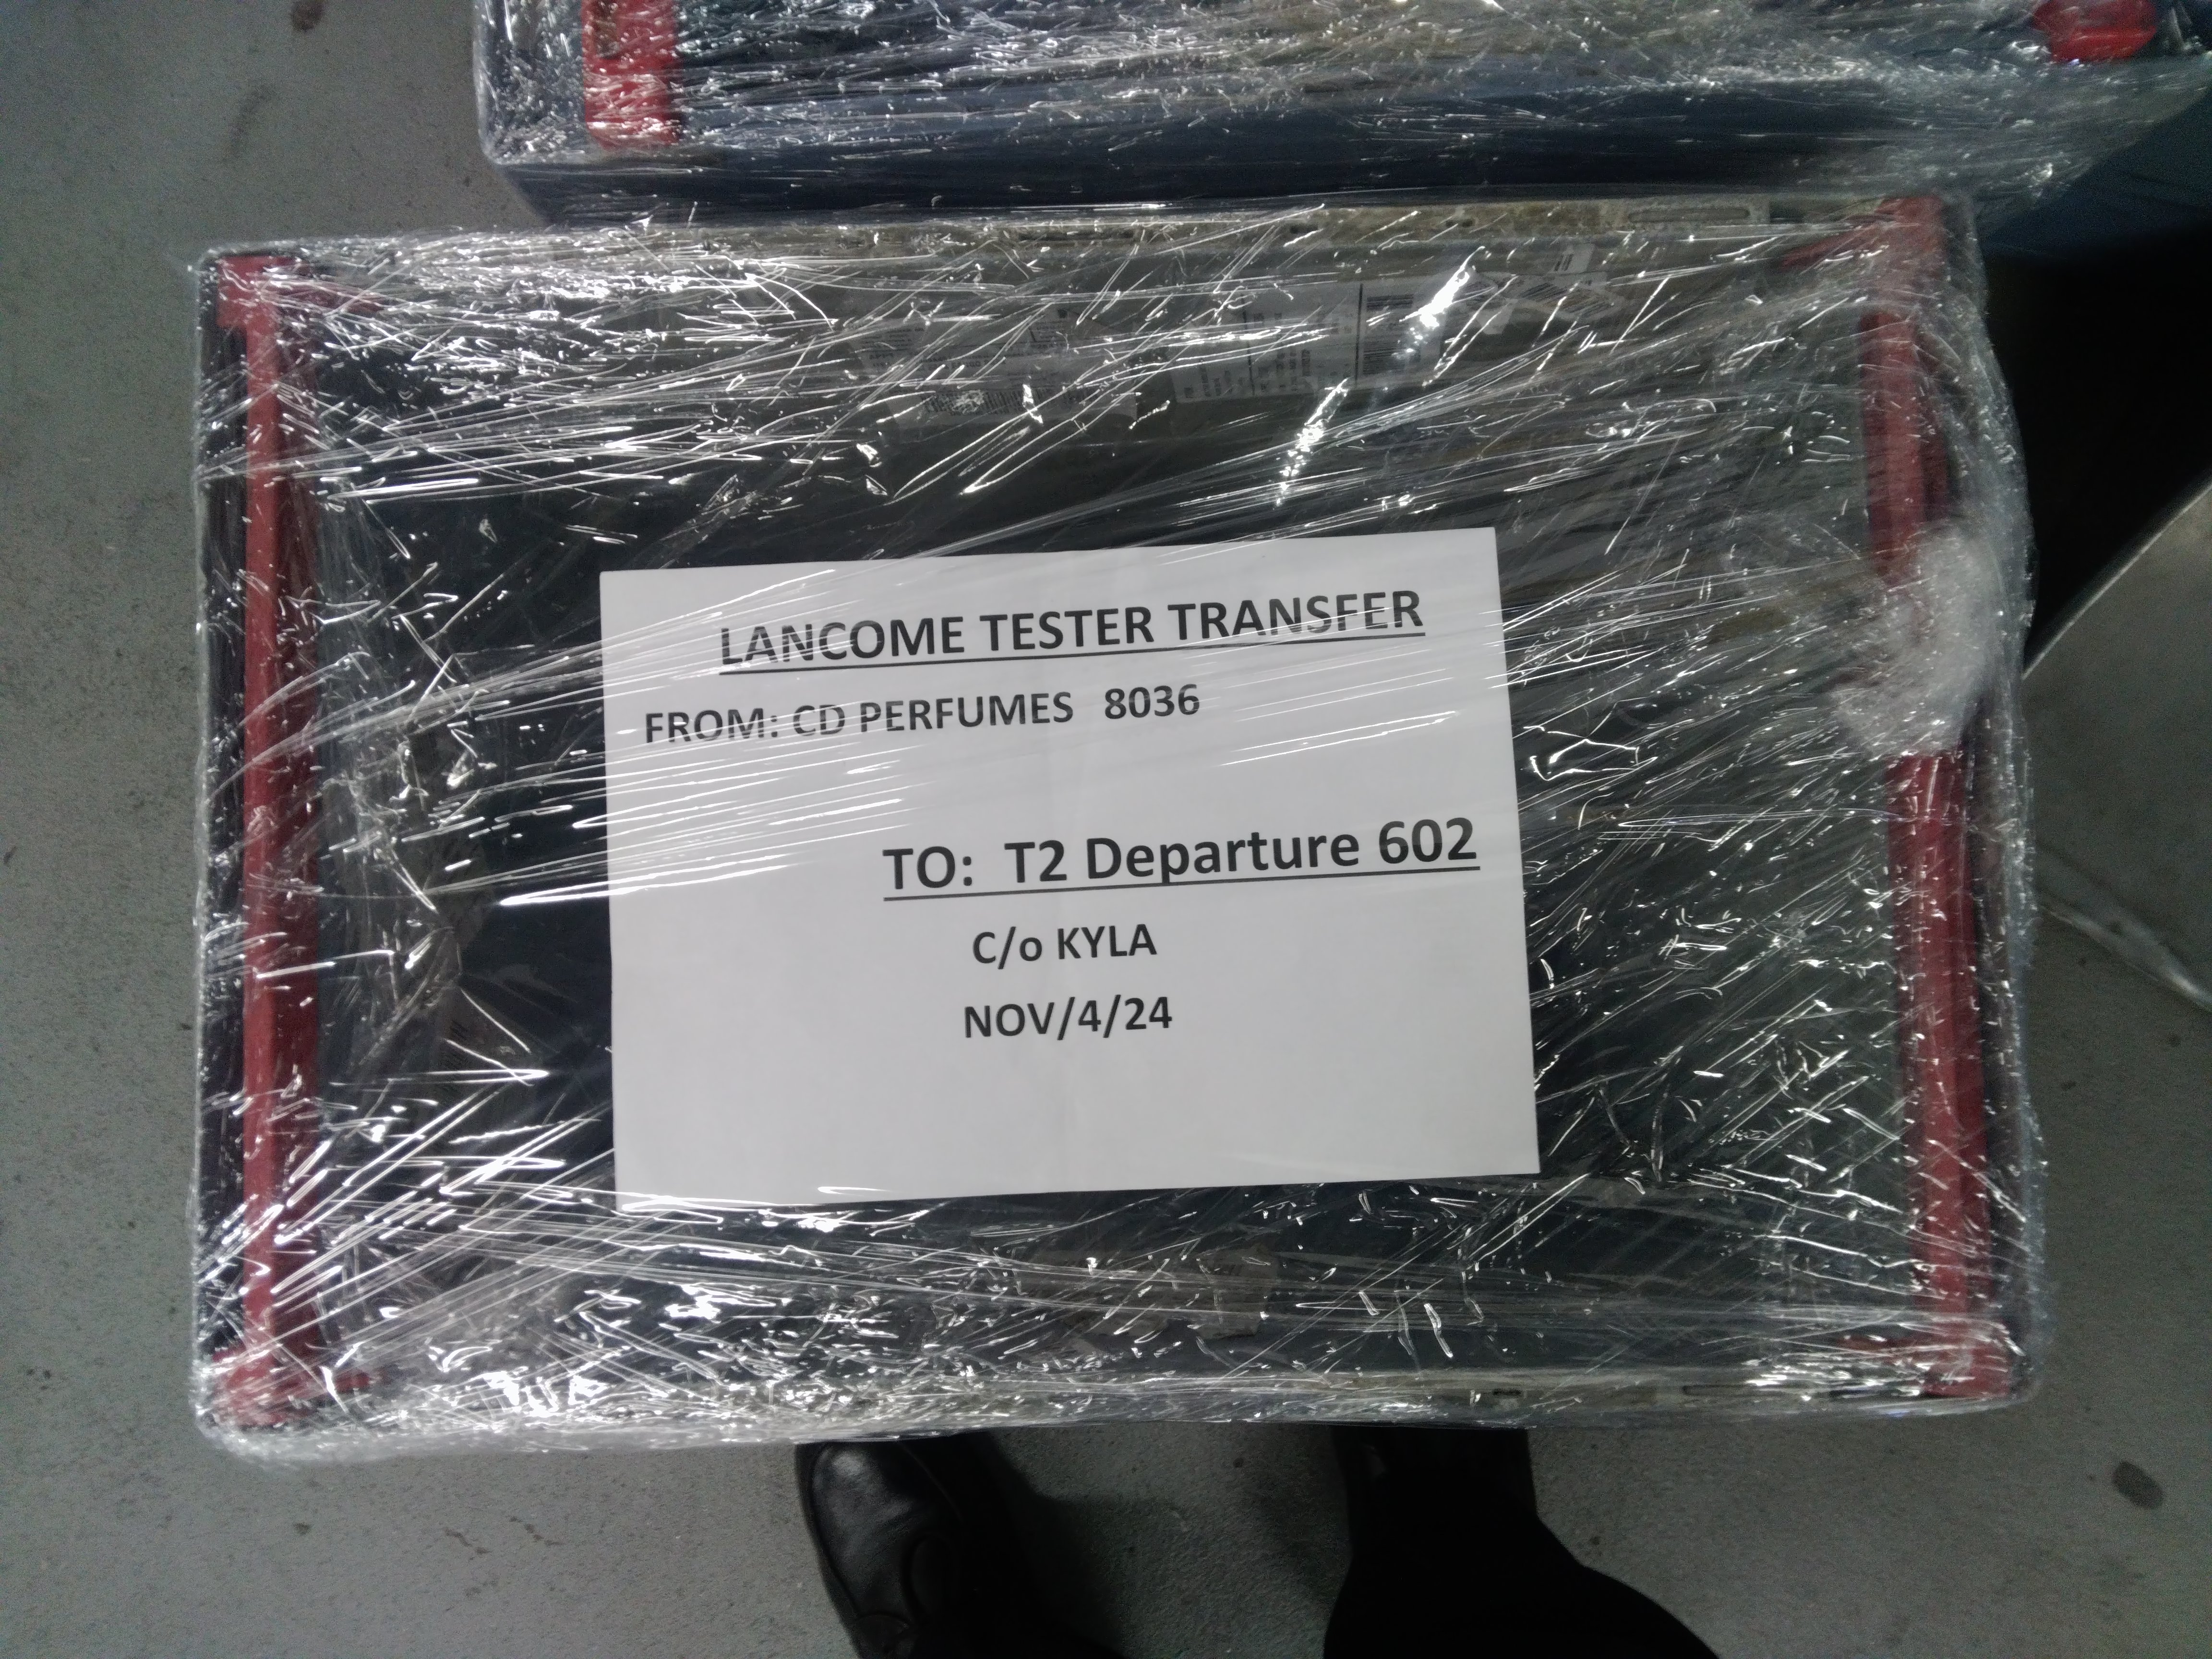 LANCOME TESTER TRANSFER
FROM: CD PERFUMES 8036
TO: T2 Departure 602
C/o KYLA
NOV/4/24